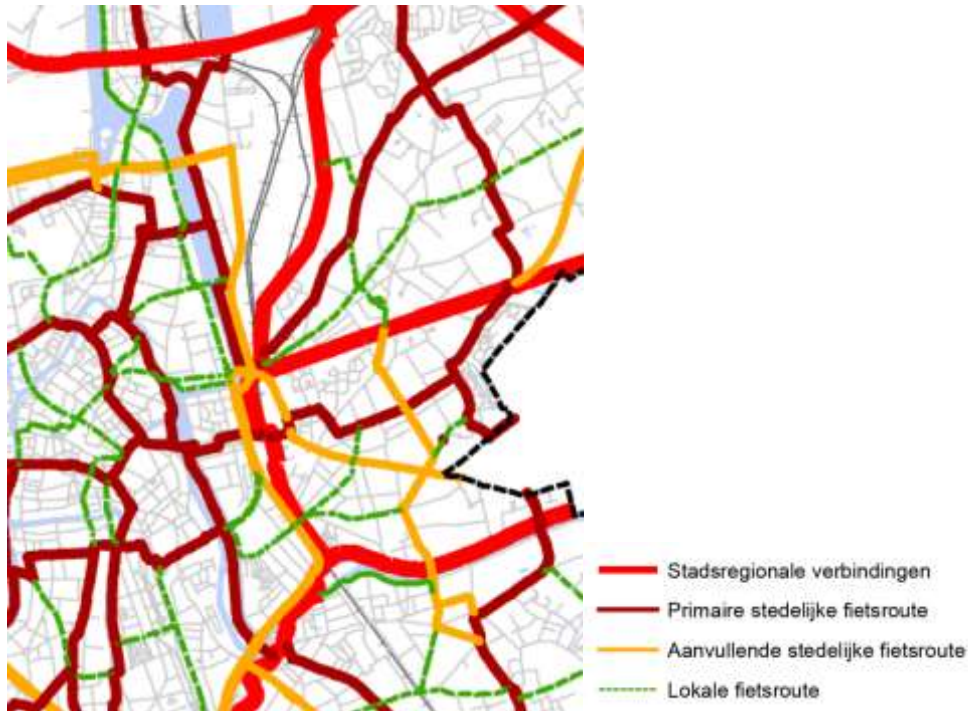 Stadsregionale verbindingen
Primaire stedelijke fietsroute
Aanvullende stedelijke fietsroute
Lokale fietsroute